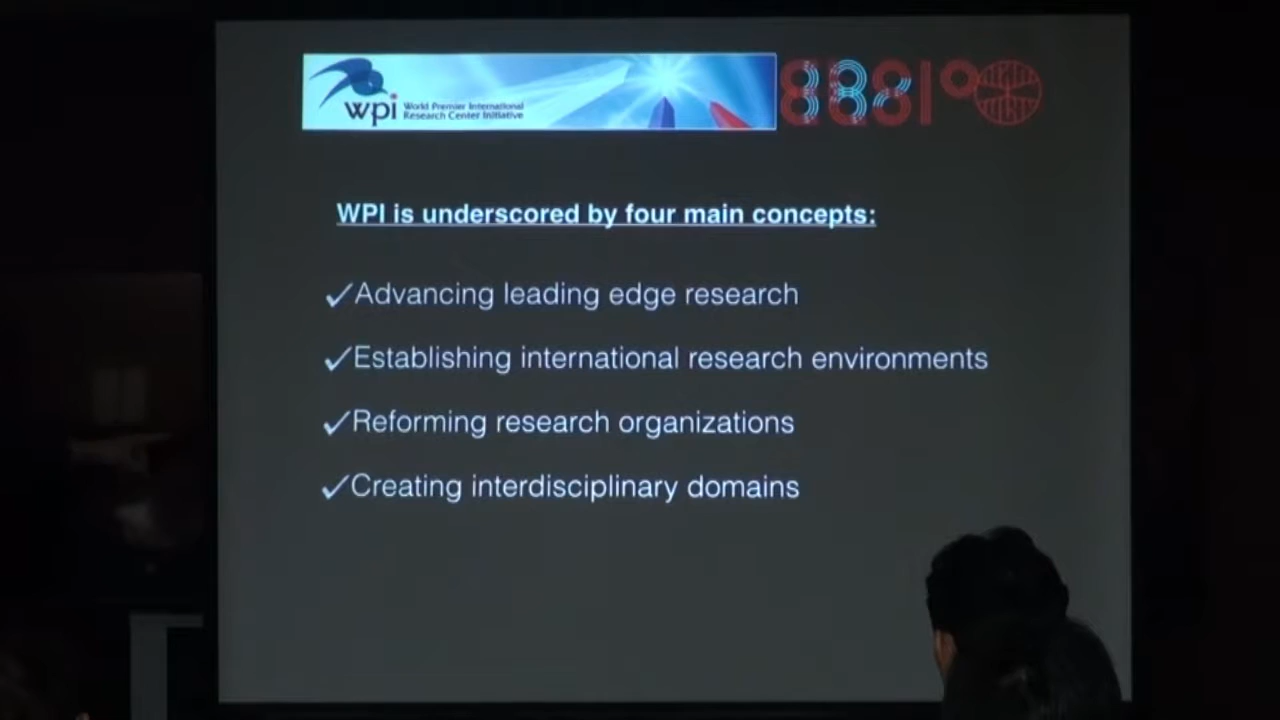 wpi World Premier International
Research Center Initiative
WPI is underscored by four main concepts:
✓Advancing leading edge research
✓Establishing international research environments
✓Reforming research organizations
✓Creating interdisciplinary domains